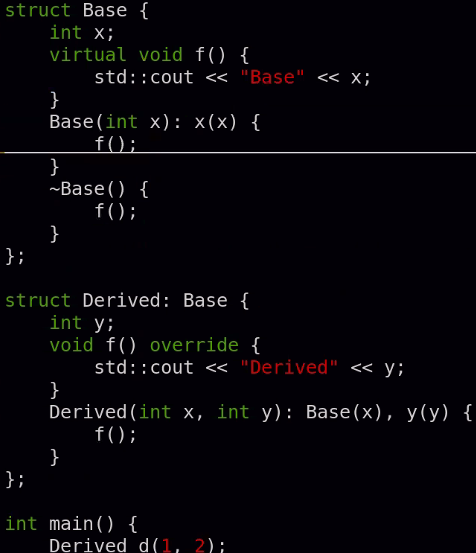 struct Base {
    int x;
    virtual void f() {
        std::cout << "Base" << x;
    }
    Base(int x): x(x) {
        f();
    }
    ~Base() {
        f();
    }
};

struct Derived: Base {
    int y;
    void f() override {
        std::cout << "Derived" << y;
    }
    Derived(int x, int y): Base(x), y(y) {
        f();
    }
};

int main() {
    Derived d(1, 2);